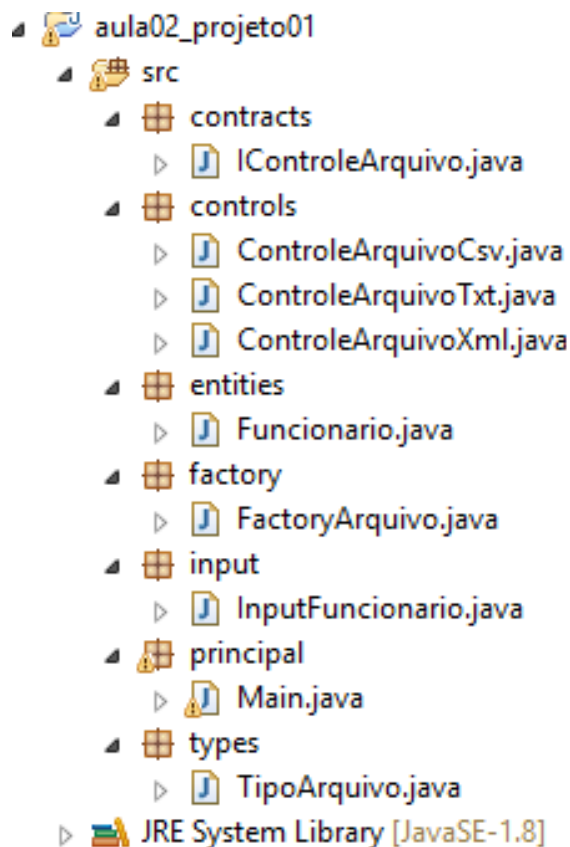 aula02_projeto01
src
contracts
IControleArquivo.java
controls
ControleArquivoCsv.java
ControleArquivoTxt.java
ControleArquivoXml.java
entities
Funcionario.java
factory
FactoryArquivo.java
input
InputFuncionario.java
principal
Main.java
types
TipoArquivo.java
JRE System Library [JavaSE-1.8]